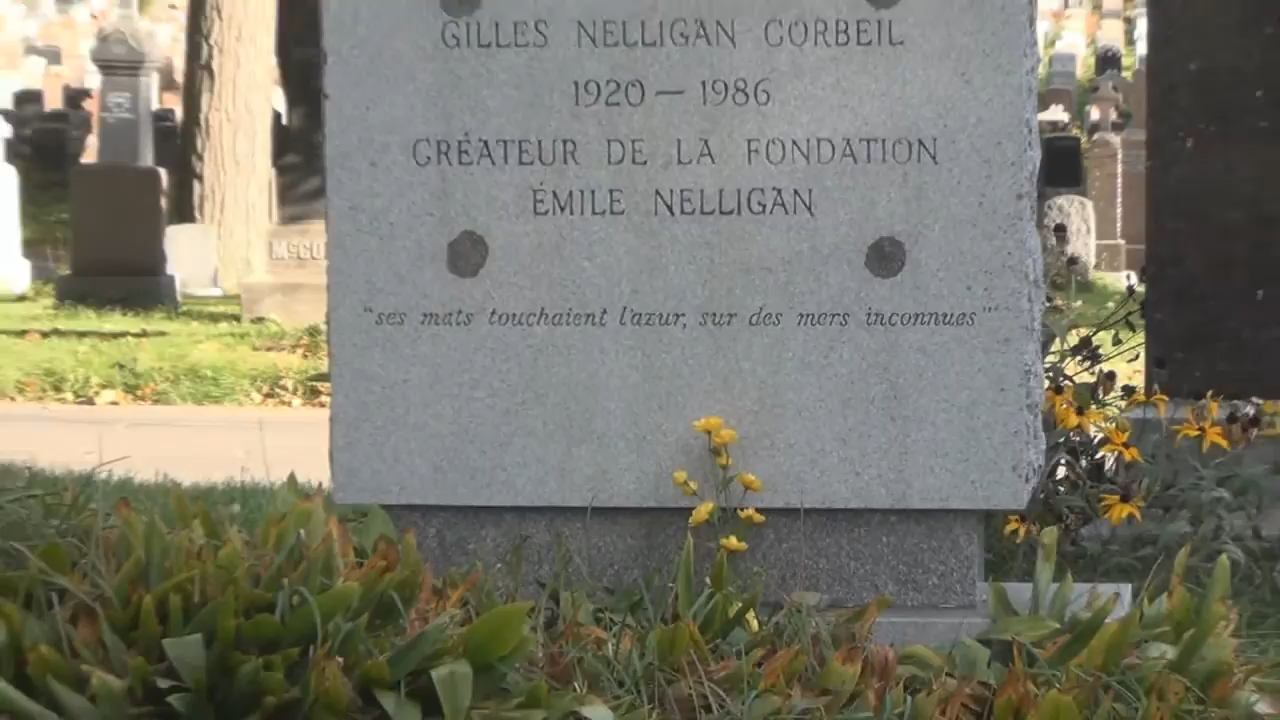 GILLES NELLIGAN CORBEIL
1920 — 1986
CRÉATEUR DE LA FONDATION
ÉMILE NELLIGAN
"ses mats touchaient l'azur, sur des mers inconnues"